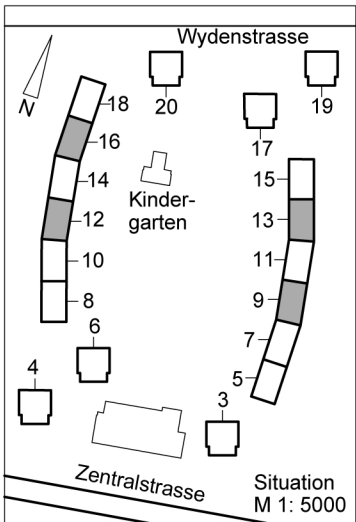 Wydenstrasse
N
20
19
17
18
16
14
12
10
8
Kinder-
garten
15
13
11
9
7
5
6
4
3
Zentralstrasse
Situation
M 1: 5000